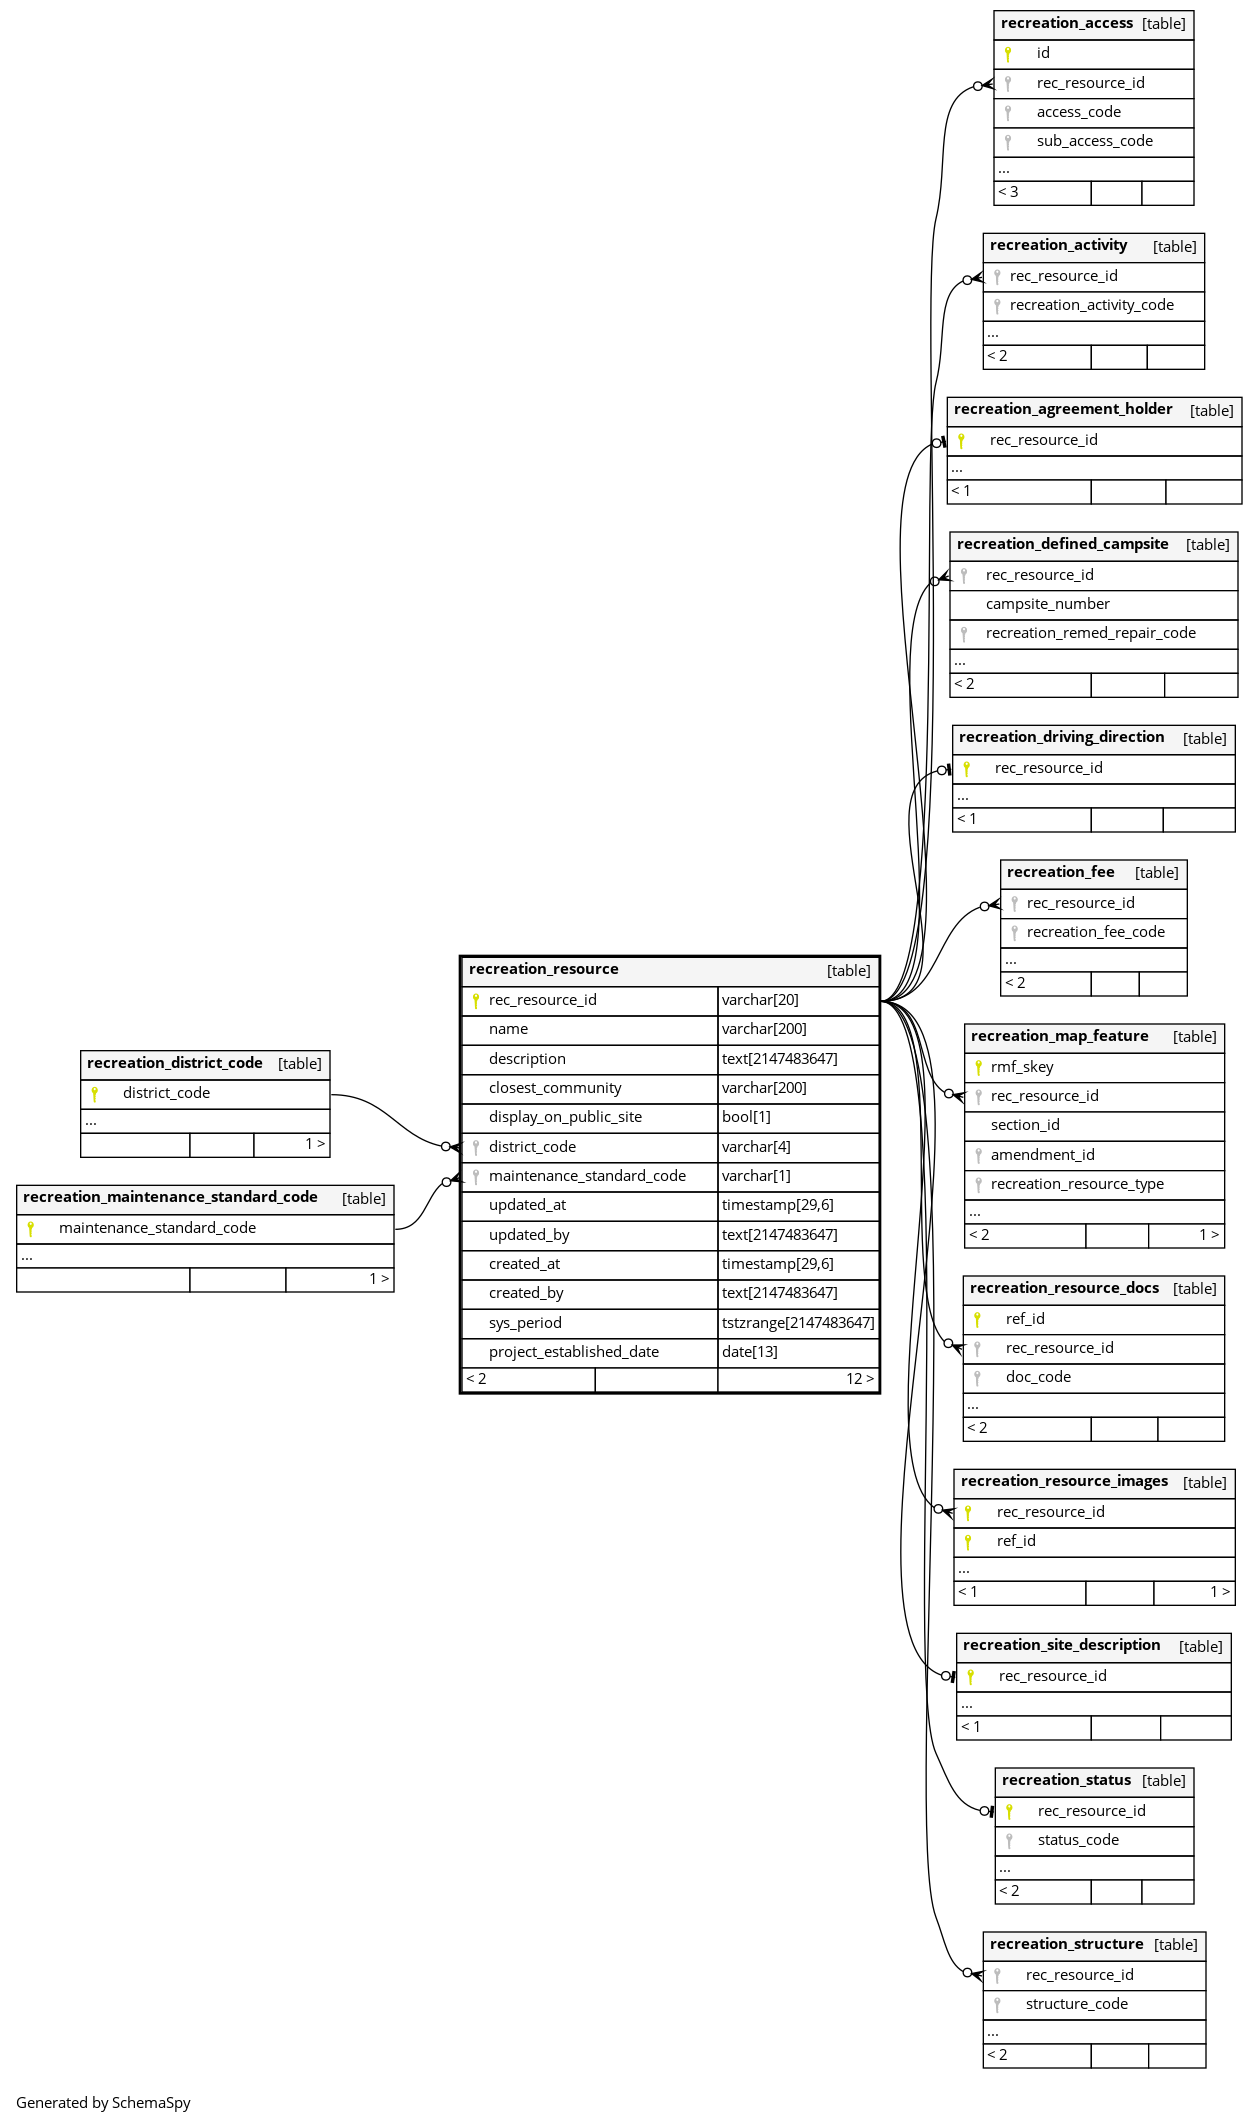 recreation_access [table]
id
rec_resource_id
access_code
sub_access_code
...
< 3
recreation_activity [table]
rec_resource_id
recreation_activity_code
...
< 2
recreation_agreement_holder [table]
rec_resource_id
...
< 1
recreation_defined_campsite [table]
rec_resource_id
campsite_number
recreation_remed_repair_code
...
< 2
recreation_driving_direction [table]
rec_resource_id
...
< 1
recreation_fee [table]
rec_resource_id
recreation_fee_code
...
< 2
recreation_resource [table]
rec_resource_id varchar[20]
name varchar[200]
description text[2147483647]
closest_community varchar[200]
display_on_public_site bool[1]
district_code varchar[4]
maintenance_standard_code varchar[1]
updated_at timestamp[29,6]
updated_by text[2147483647]
created_at timestamp[29,6]
created_by text[2147483647]
sys_period tstzrange[2147483647]
project_established_date date[13]
< 2 12 >
recreation_district_code [table]
district_code
...
1 >
recreation_maintenance_standard_code [table]
maintenance_standard_code
...
1 >
recreation_map_feature [table]
rmf_skey
rec_resource_id
section_id
amendment_id
recreation_resource_type
...
< 2 1 >
recreation_resource_docs [table]
ref_id
rec_resource_id
doc_code
...
< 2
recreation_resource_images [table]
rec_resource_id
ref_id
...
< 1 1 >
recreation_site_description [table]
rec_resource_id
...
< 1
recreation_status [table]
rec_resource_id
status_code
...
< 2
recreation_structure [table]
rec_resource_id
structure_code
...
< 2
Generated by SchemaSpy